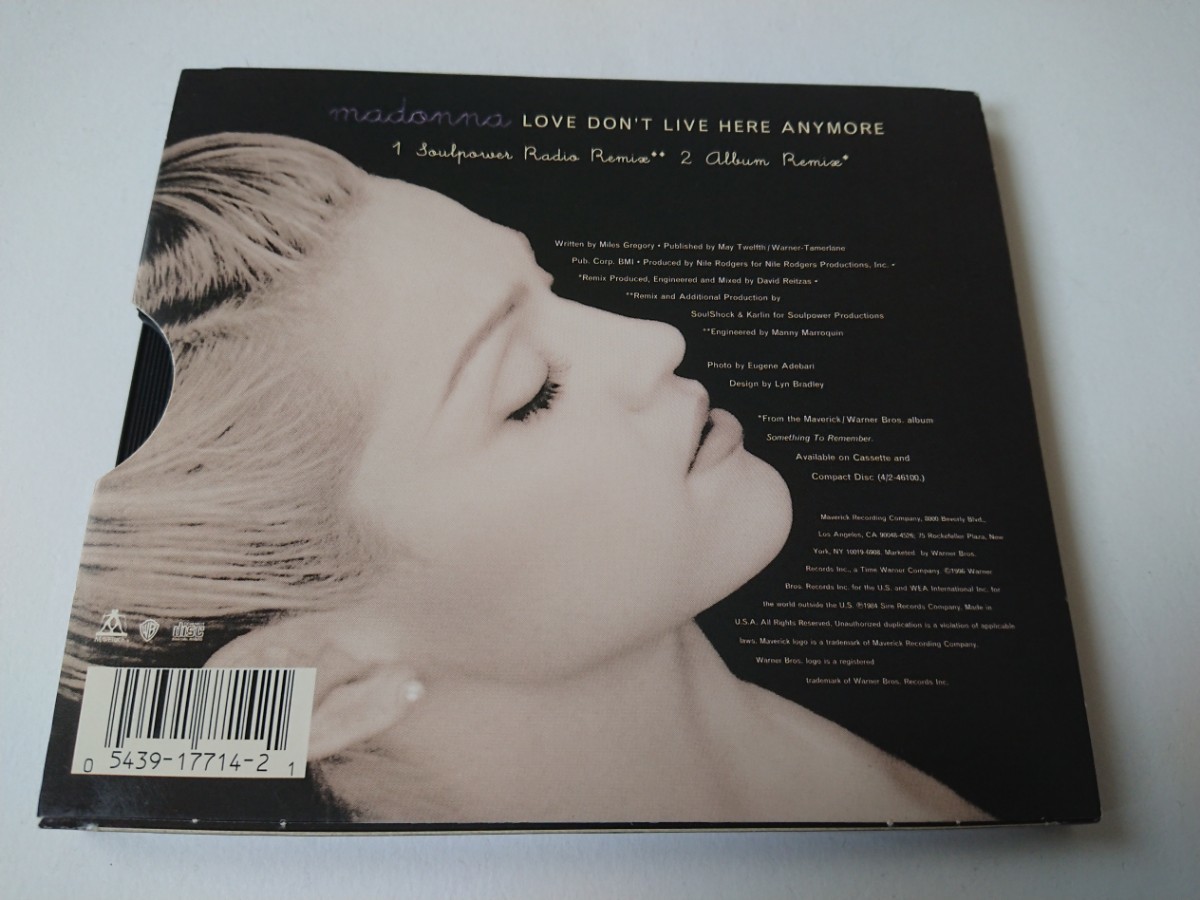 madonna LOVE DON'T LIVE HERE ANYMORE
1 Soulpower Radio Remix** 2 Album Remix*
Written by Miles Gregory • Published by May Twelfth/Warner-Tamerlane
Pub. Corp. BMI • Produced by Nile Rodgers for Nile Rodgers Productions, Inc. •
*Remix Produced, Engineered and Mixed by David Reitzas •
**Remix and Additional Production by
SoulShock & Karlin for Soulpower Productions
**Engineered by Manny Marroquin
Photo by Eugene Adebari
Design by Lyn Bradley
*From the Maverick/Warner Bros. album
Something To Remember.
Available on Cassette and
Compact Disc (4/2-46100.)
Maverick Recording Company, 8000 Beverly Blvd.,
Los Angeles, CA 90048-4526; 75 Rockefeller Plaza, New
York, NY 10019-6908. Marketed by Warner Bros.
Records Inc., a Time Warner Company. ©1996 Warner
Bros. Records Inc. for the U.S. and WEA International Inc. for
the world outside the U.S. ℗1984 Sire Records Company. Made in
U.S.A. All Rights Reserved. Unauthorized duplication is a violation of applicable
laws. Maverick logo is a trademark of Maverick Recording Company.
Warner Bros. logo is a registered
trademark of Warner Bros. Records Inc.
MAVERICK WB disc
0 5439-17714-2 1